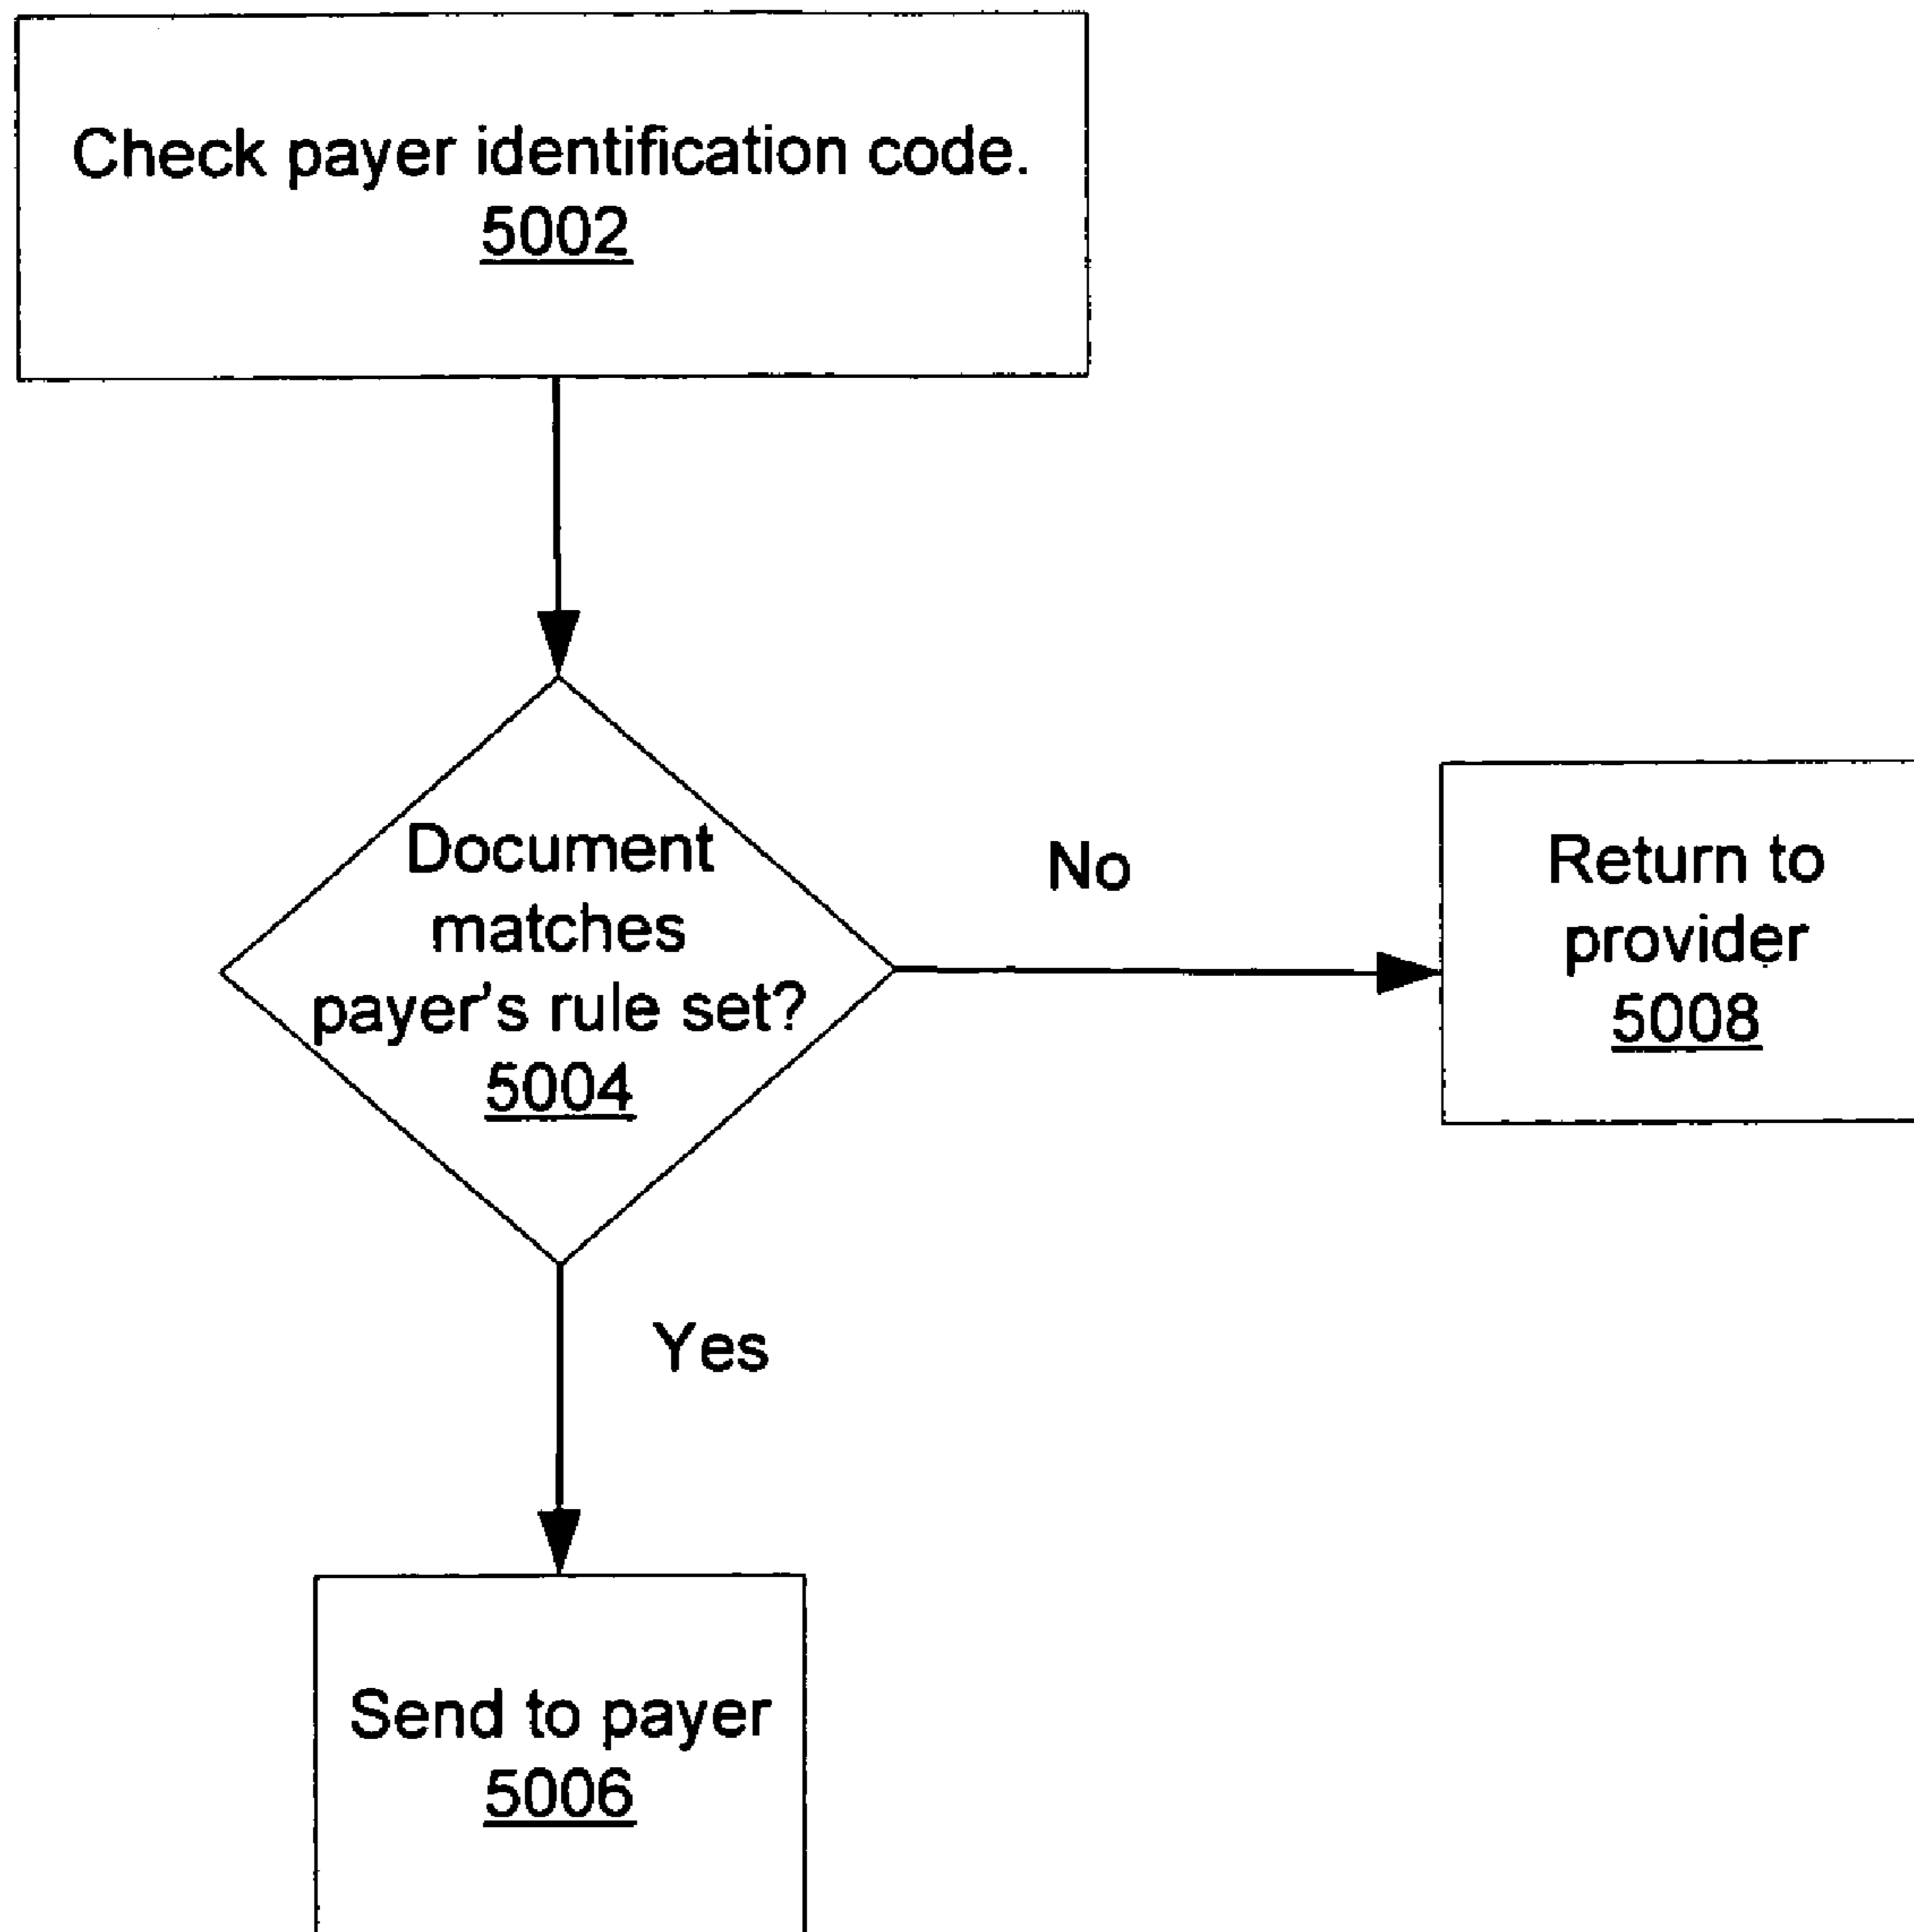 Check payer identification code.
5002
Document
matches
payer's rule set?
5004
No
Return to
provider
5008
Yes
Send to payer
5006